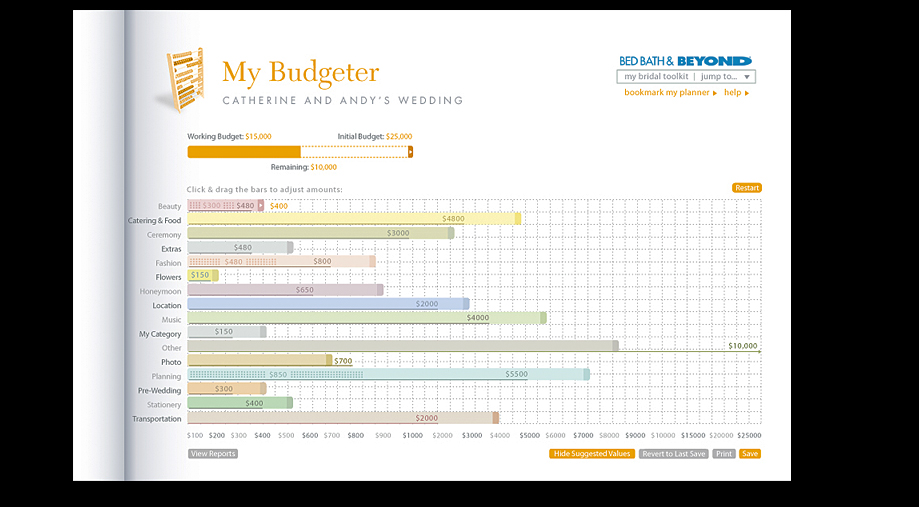 My Budgeter
CATHERINE AND ANDY'S WEDDING
BED BATH & BEYOND
my bridal toolkit | jump to...
bookmark my planner help
Working Budget: $15,000 Initial Budget: $25,000
Remaining: $10,000
Click & drag the bars to adjust amounts: Restart
Beauty $300 $480 $400
Catering & Food $4800
Ceremony $3000
Extras $480
Fashion $480 $800
Flowers $150
Honeymoon $650
Location $2000
Music $4000
My Category $150
Other $10,000
Photo $700
Planning $850 $5500
Pre-Wedding $300
Stationery $400
Transportation $2000
$100 $200 $300 $400 $500 $600 $700 $800 $900 $1000 $2000 $3000 $4000 $5000 $6000 $7000 $8000 $9000 $10000 $15000 $20000 $25000
View Reports Hide Suggested Values Revert to Last Save Print Save